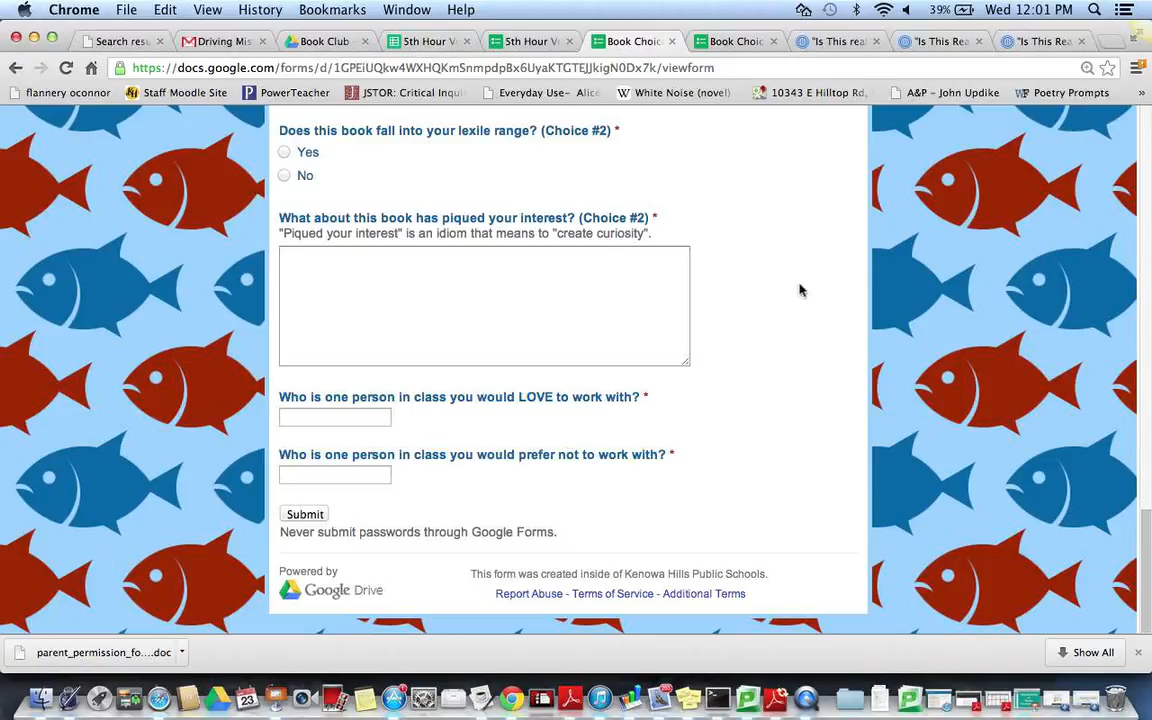 Chrome File Edit View History Bookmarks Window Help 39% Wed 12:01 PM
Search resu Driving Mis Book Club - 5th Hour V 5th Hour V Book Choic Book Choic "Is This rea "Is This Rea "Is This Rea
https://docs.google.com/forms/d/1GPEiUQkw4WXHQKmSnmpdpBx6UyaKTGTEJJkigN0Dx7k/viewform
flannery oconnor Staff Moodle Site PowerTeacher JSTOR: Critical Inqui Everyday Use- Alice White Noise (novel) 10343 E Hilltop Rd, A&P - John Updike Poetry Prompts »
Does this book fall into your lexile range? (Choice #2) *
Yes
No
What about this book has piqued your interest? (Choice #2) *
"Piqued your interest" is an idiom that means to "create curiosity".
Who is one person in class you would LOVE to work with? *
Who is one person in class you would prefer not to work with? *
Submit
Never submit passwords through Google Forms.
Powered by
Google Drive
This form was created inside of Kenowa Hills Public Schools.
Report Abuse - Terms of Service - Additional Terms
parent_permission_fo....doc Show All